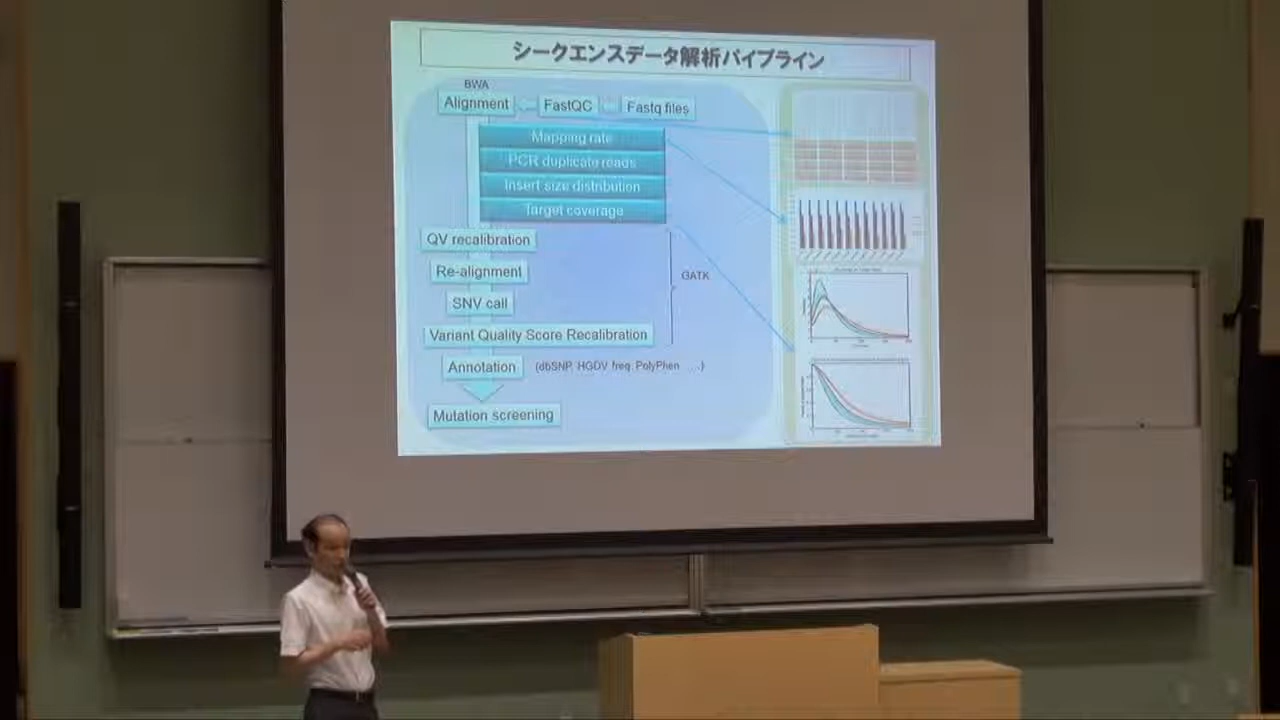 シークエンスデータ解析パイプライン
BWA
Alignment
FastQC
Fastq files
Mapping rate
PCR duplicate reads
Insert size distribution
Target coverage
QV recalibration
Re-alignment
SNV call
GATK
Variant Quality Score Recalibration
Annotation
(dbSNP, HGDV freq, PolyPhen ....)
Mutation screening